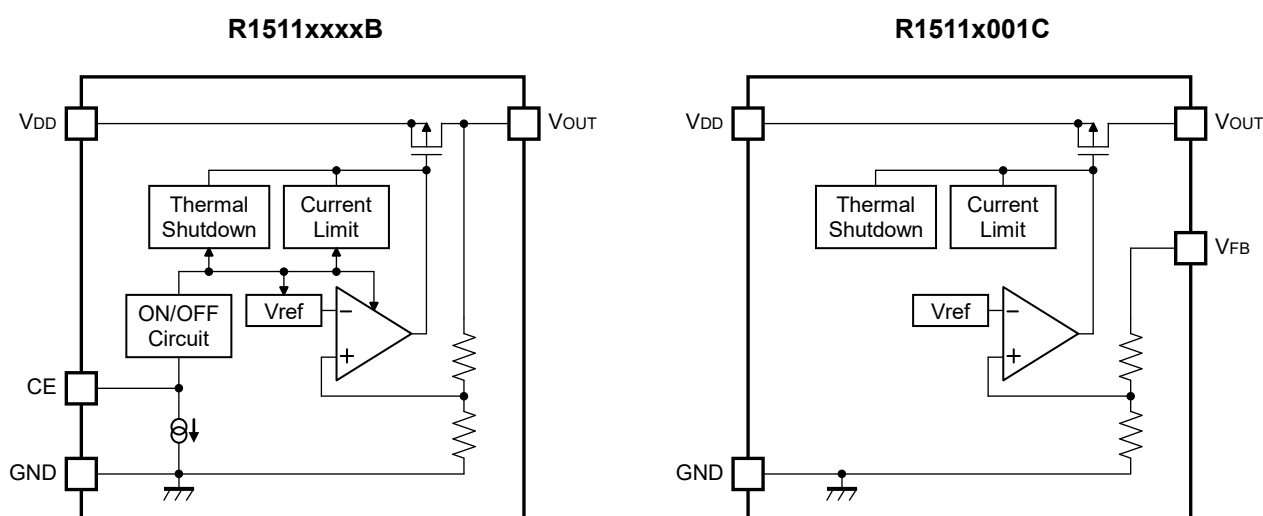 R1511xxxxB
VDD
VOUT
Thermal
Shutdown
Current
Limit
ON/OFF
Circuit
Vref
−
+
CE
GND
R1511x001C
VDD
VOUT
Thermal
Shutdown
Current
Limit
VFB
Vref
−
+
GND